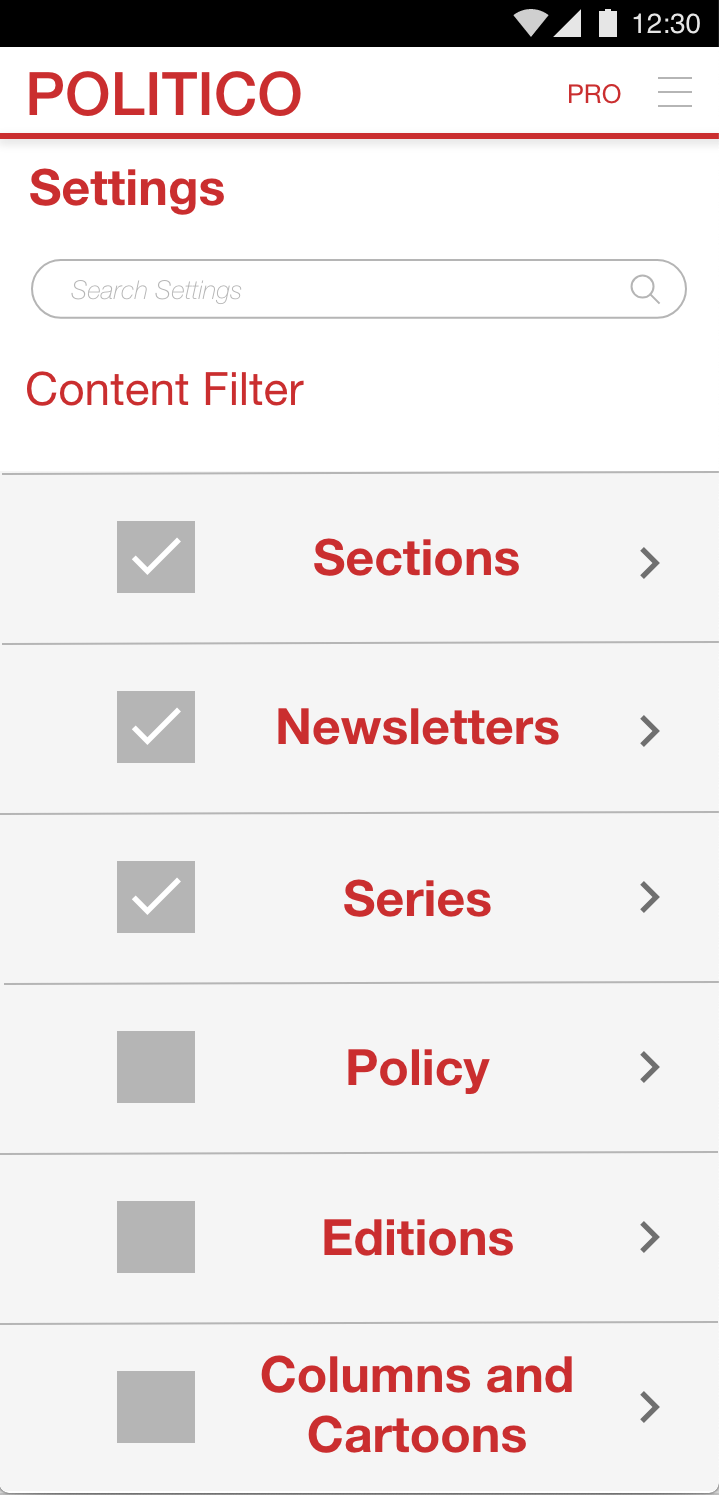 12:30
POLITICO
PRO
Settings
Search Settings
Content Filter
Sections
Newsletters
Series
Policy
Editions
Columns and
Cartoons